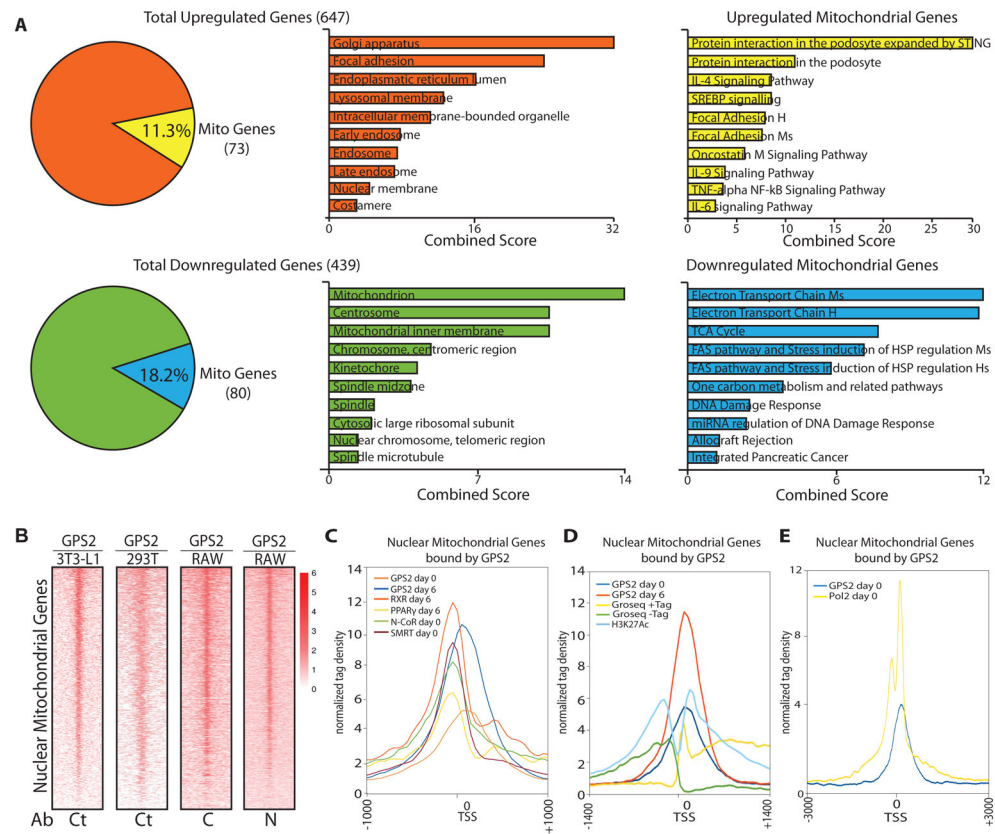 A
Total Upregulated Genes (647)
11.3%
Mito Genes
(73)
Golgi apparatus
Focal adhesion
Endoplasmatic reticulum lumen
Lysosomal membrane
Intracellular membrane-bounded organelle
Early endosome
Endosome
Late endosome
Nuclear membrane
Costamere
0 16 32
Combined Score
Upregulated Mitochondrial Genes
Protein interaction in the podosyte expanded by STING
Protein interaction in the podosyte
IL-4 Signaling Pathway
SREBP signalling
Focal Adhesion H
Focal Adhesion Ms
Oncostatin M Signaling Pathway
IL-9 Signaling Pathway
TNF-alpha NF-kB Signaling Pathway
IL-6 signaling Pathway
0 5 10 15 20 25 30
Combined Score
Total Downregulated Genes (439)
18.2%
Mito Genes
(80)
Mitochondrion
Centrosome
Mitochondrial inner membrane
Chromosome, centromeric region
Kinetochore
Spindle midzone
Spindle
Cytosolic large ribosomal subunit
Nuclear chromosome, telomeric region
Spindle microtubule
0 7 14
Combined Score
Downregulated Mitochondrial Genes
Electron Transport Chain Ms
Electron Transport Chain H
TCA Cycle
FAS pathway and Stress induction of HSP regulation Ms
FAS pathway and Stress induction of HSP regulation Hs
One carbon metabolism and related pathways
DNA Damage Response
miRNA regulation of DNA Damage Response
Allograft Rejection
Integrated Pancreatic Cancer
0 6 12
Combined Score
B
GPS2 GPS2 GPS2 GPS2
3T3-L1 293T RAW RAW
Nuclear Mitochondrial Genes
6
5
4
3
2
1
0
Ab Ct Ct C N
C
Nuclear Mitochondrial Genes
bound by GPS2
GPS2 day 0
GPS2 day 6
RXR day 6
PPARγ day 6
N-CoR day 0
SMRT day 0
normalized tag density
14
12
10
8
6
4
2
0
-1000 0 +1000
TSS
D
Nuclear Mitochondrial Genes
bound by GPS2
GPS2 day 0
GPS2 day 6
Groseq +Tag
Groseq -Tag
H3K27Ac
normalized tag density
14
12
10
8
6
4
2
0
-1400 0 +1400
TSS
E
Nuclear Mitochondrial Genes
bound by GPS2
GPS2 day 0
Pol2 day 0
normalized tag density
12
8
4
0
-3000 0 +3000
TSS